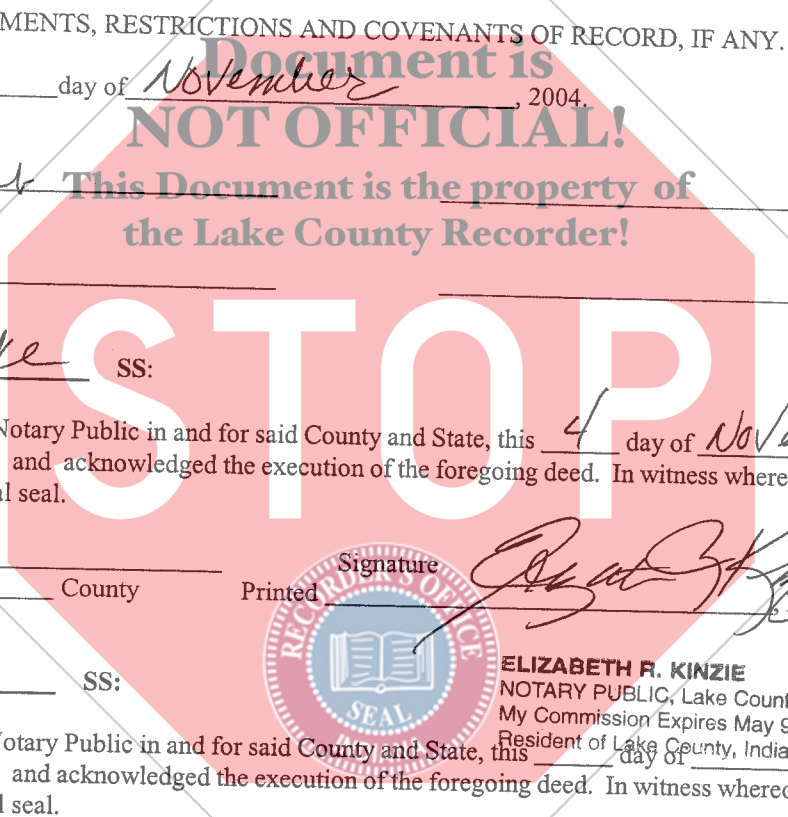 MENTS, RESTRICTIONS AND COVENANTS OF RECORD, IF ANY.
Document is
day of November, 2004.
NOT OFFICIAL!
This Document is the property of
the Lake County Recorder!
STOP
SS:
Notary Public in and for said County and State, this 4 day of Nove
and acknowledged the execution of the foregoing deed. In witness where
l seal.
Signature
County Printed
RECORDER'S OFFICE
SEAL
ELIZABETH R. KINZIE
NOTARY PUBLIC, Lake Count
My Commission Expires May 9
Resident of Lake County, India
SS:
Notary Public in and for said County and State, this day of
and acknowledged the execution of the foregoing deed. In witness whereo
l seal.